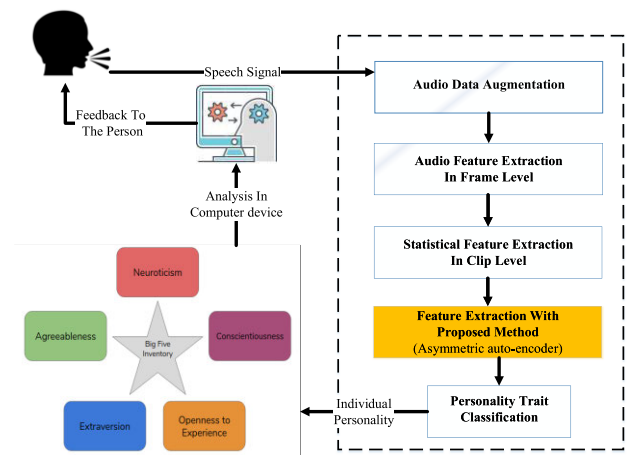 Speech Signal
Audio Data Augmentation
Feedback To
The Person
Audio Feature Extraction
In Frame Level
Analysis In
Computer device
Statistical Feature Extraction
In Clip Level
Neuroticism
Feature Extraction With
Proposed Method
(Asymmetric auto-encoder)
Agreeableness
Big Five
Inventory
Conscientiousness
Individual
Personality
Personality Trait
Classification
Extraversion
Openness to
Experience